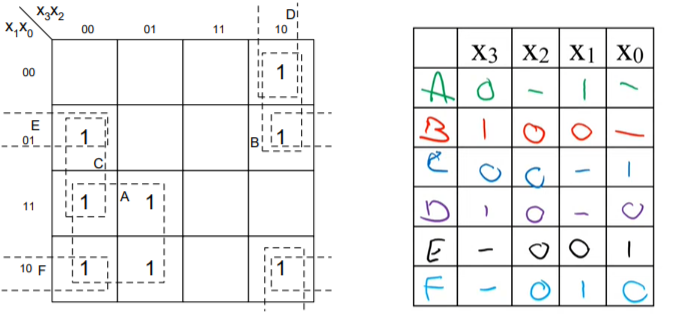 X₃X₂ D
X₁X₀ 00 01 11 10
00 1
E
01 1 B 1
C
11 1 A 1
10 F 1 1 1
X₃ X₂ X₁ X₀
A 0 - 1 -
B 1 0 0 -
C 0 0 - 1
D 1 0 - 0
E - 0 0 1
F - 0 1 0